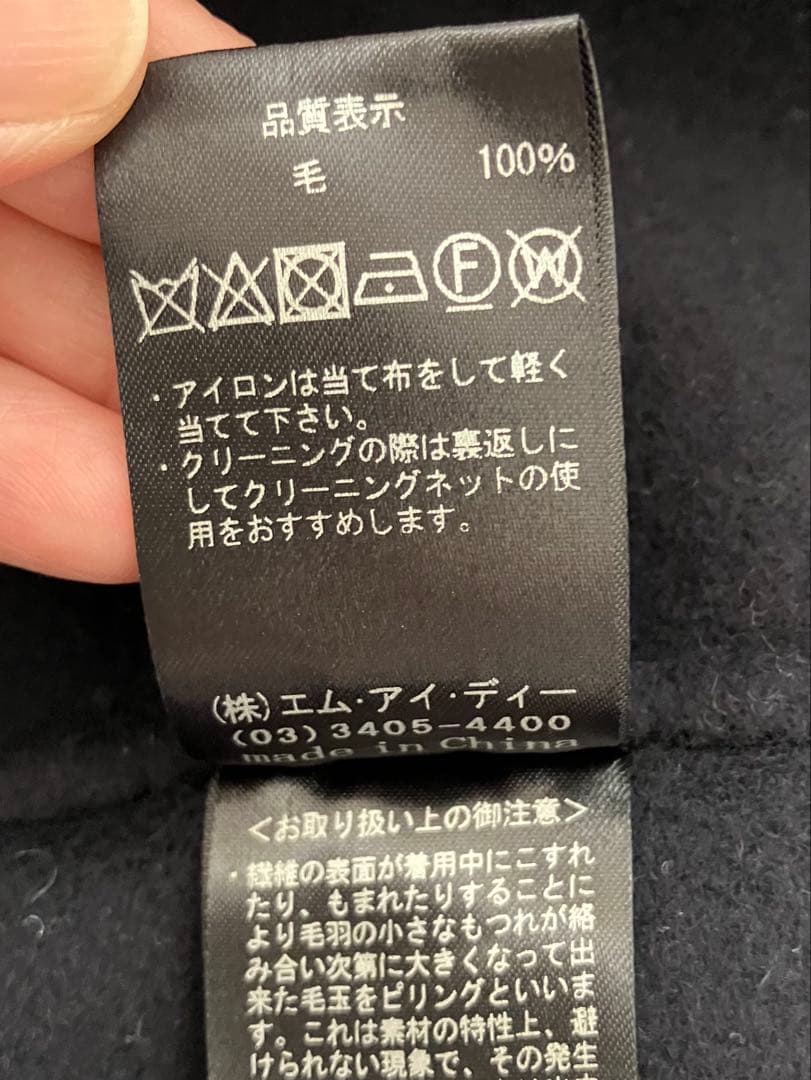 品質表示
毛 100%
F W
・アイロンは当て布をして軽く
当てて下さい。
・クリーニングの際は裏返しに
してクリーニングネットの使
用をおすすめします。
(株)エム・アイ・ディー
(03)3405-4400
made in China
<お取り扱い上の御注意>
・繊維の表面が着用中にこすれ
たり、もまれたりすることに
より毛羽の小さなもつれが絡
み合い次第に大きくなって出
来た毛玉をピリングといいま
す。これは素材の特性上、避
けられない現象で、その発生